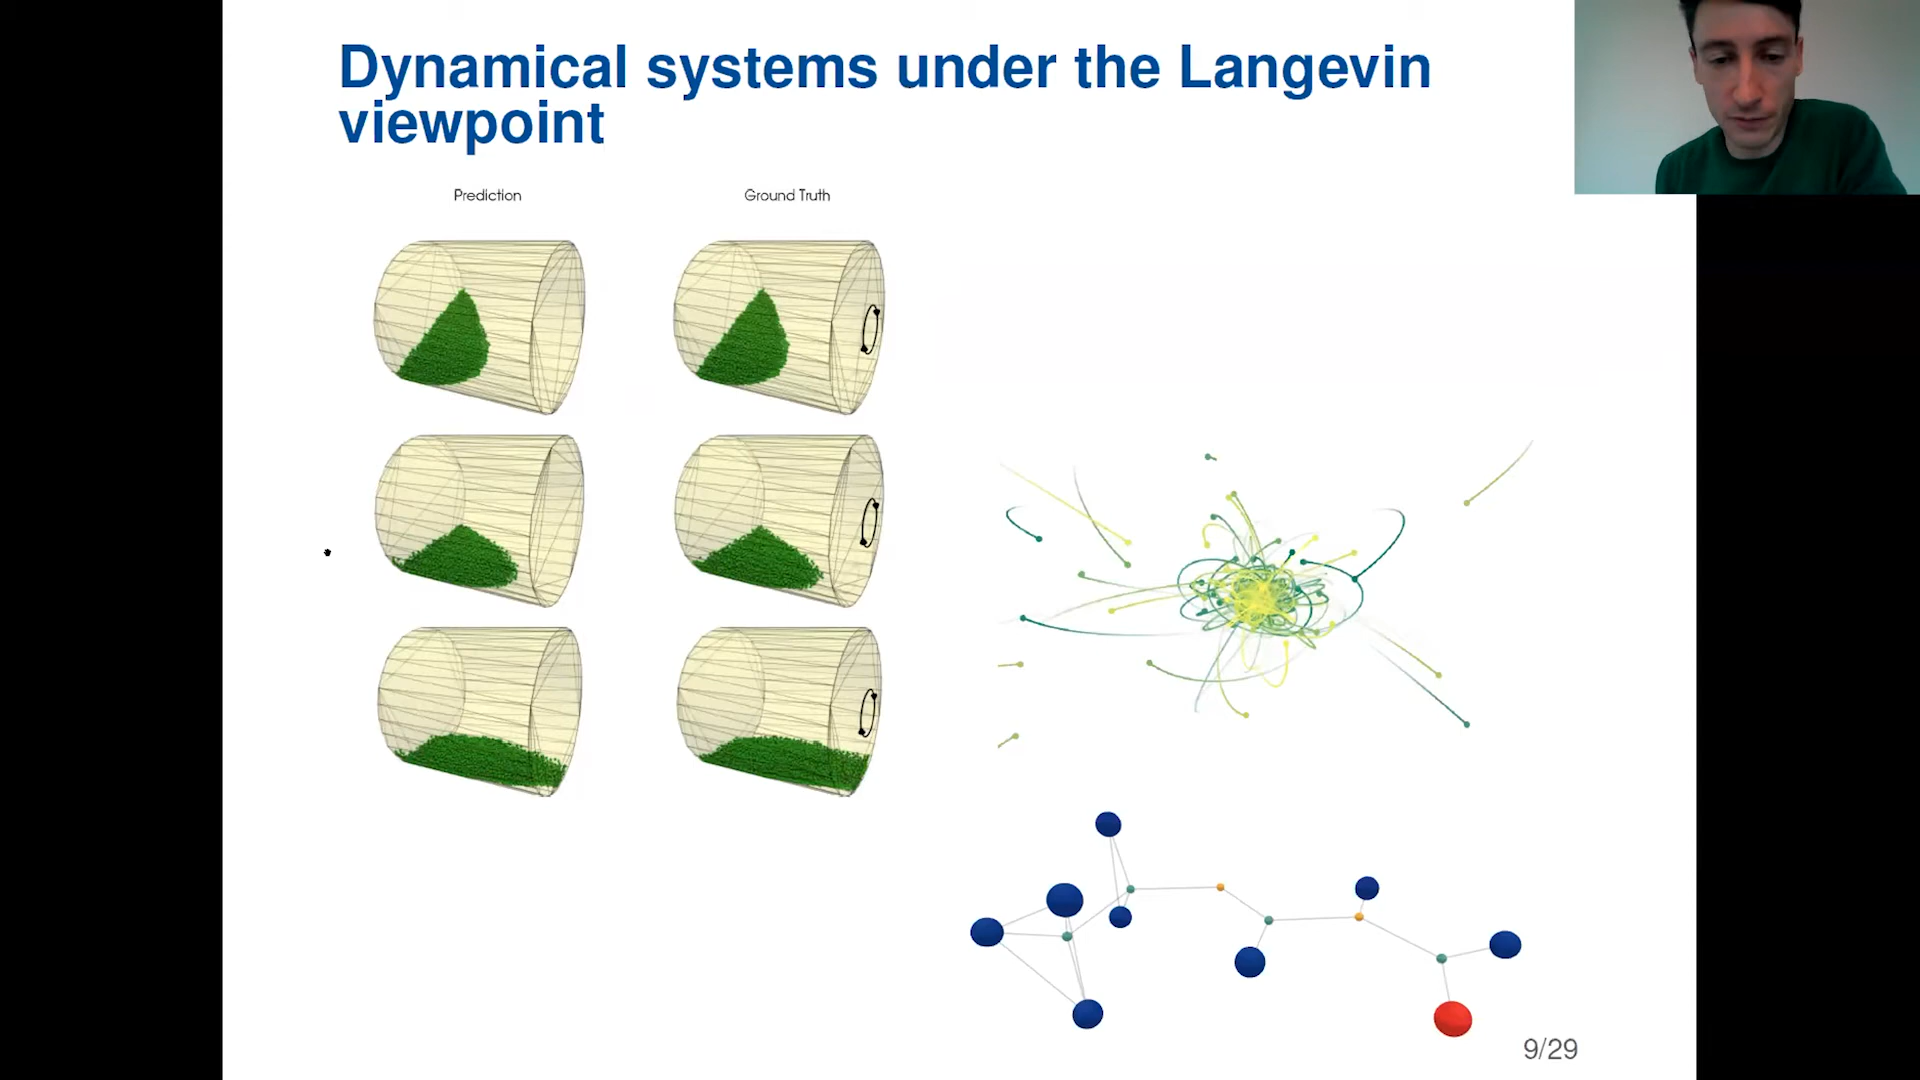 Dynamical systems under the Langevin
viewpoint
Prediction
Ground Truth
9/29